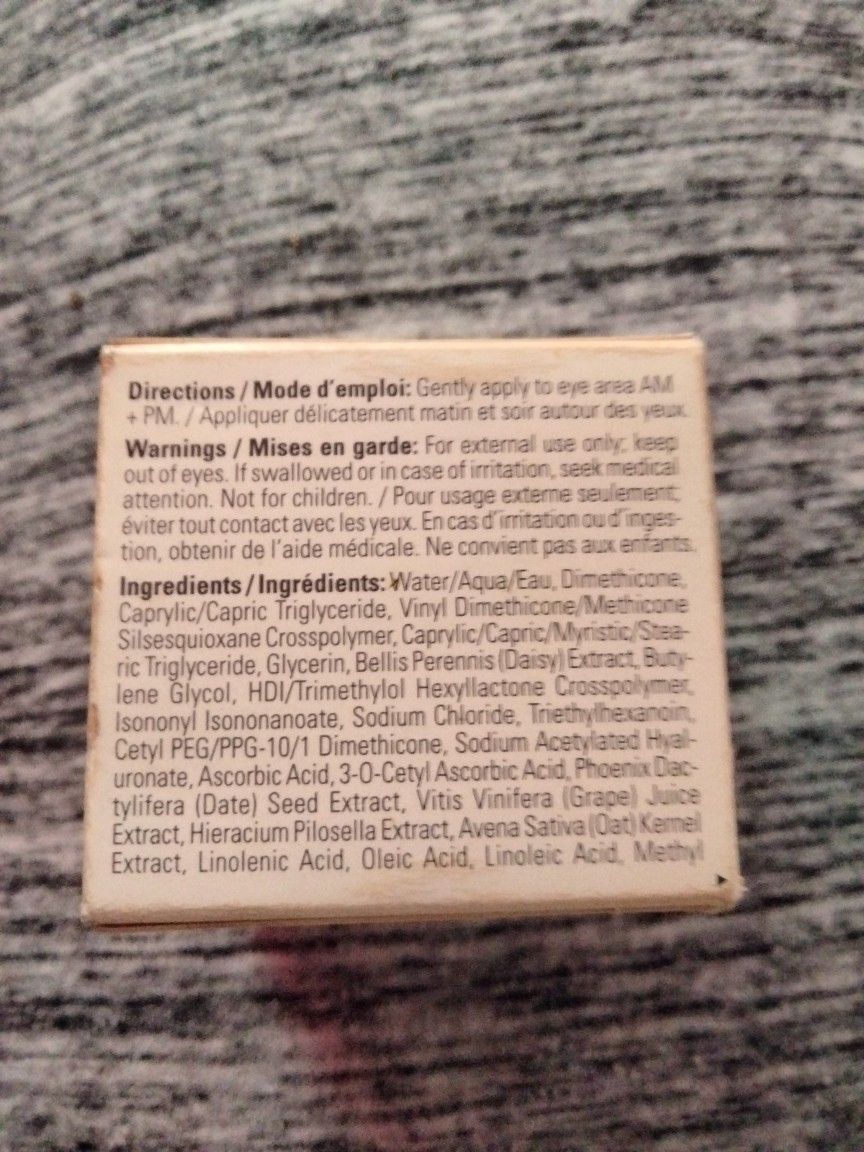 Directions / Mode d'emploi: Gently apply to eye area AM
+ PM. / Appliquer délicatement matin et soir autour des yeux.
Warnings / Mises en garde: For external use only; keep
out of eyes. If swallowed or in case of irritation, seek medical
attention. Not for children. / Pour usage externe seulement;
éviter tout contact avec les yeux. En cas d'irritation ou d'inges-
tion, obtenir de l'aide médicale. Ne convient pas aux enfants.
Ingredients / Ingrédients: Water/Aqua/Eau, Dimethicone,
Caprylic/Capric Triglyceride, Vinyl Dimethicone/Methicone
Silsesquioxane Crosspolymer, Caprylic/Capric/Myristic/Stea-
ric Triglyceride, Glycerin, Bellis Perennis (Daisy) Extract, Buty-
lene Glycol, HDI/Trimethylol Hexyllactone Crosspolymer,
Isononyl Isononanoate, Sodium Chloride, Triethylhexanoin,
Cetyl PEG/PPG-10/1 Dimethicone, Sodium Acetylated Hyal-
uronate, Ascorbic Acid, 3-O-Cetyl Ascorbic Acid, Phoenix Dac-
tylifera (Date) Seed Extract, Vitis Vinifera (Grape) Juice
Extract, Hieracium Pilosella Extract, Avena Sativa (Oat) Kernel
Extract, Linolenic Acid, Oleic Acid, Linoleic Acid, Methyl